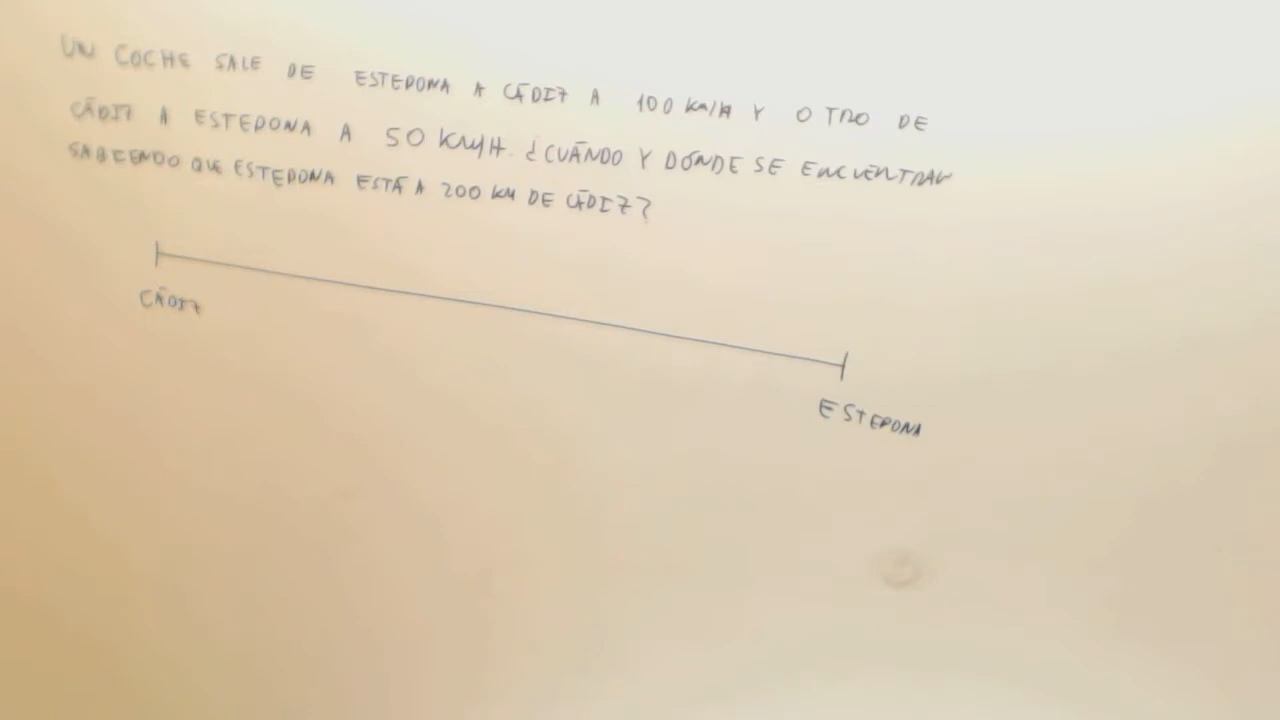 UN COCHE SALE DE ESTEPONA A CÁDIZ A 100 KM/H Y OTRO DE
CÁDIZ A ESTEPONA A 50 KM/H. ¿CUÁNDO Y DÓNDE SE ENCUENTRAN
SABIENDO QUE ESTEPONA ESTÁ A 200 KM DE CÁDIZ?
CÁDIZ
ESTEPONA